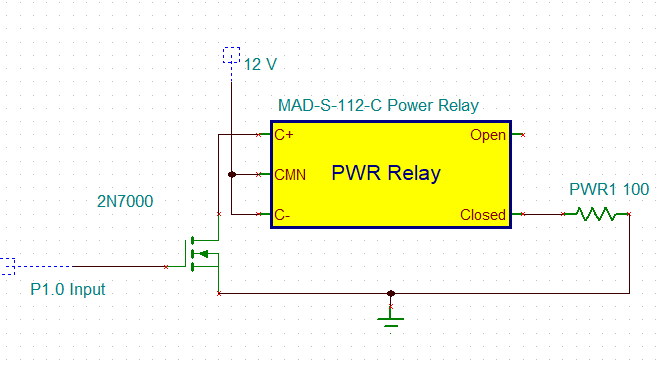 12 V
MAD-S-112-C Power Relay
C+
Open
CMN
PWR Relay
2N7000
PWR1 100
C-
Closed
P1.0 Input